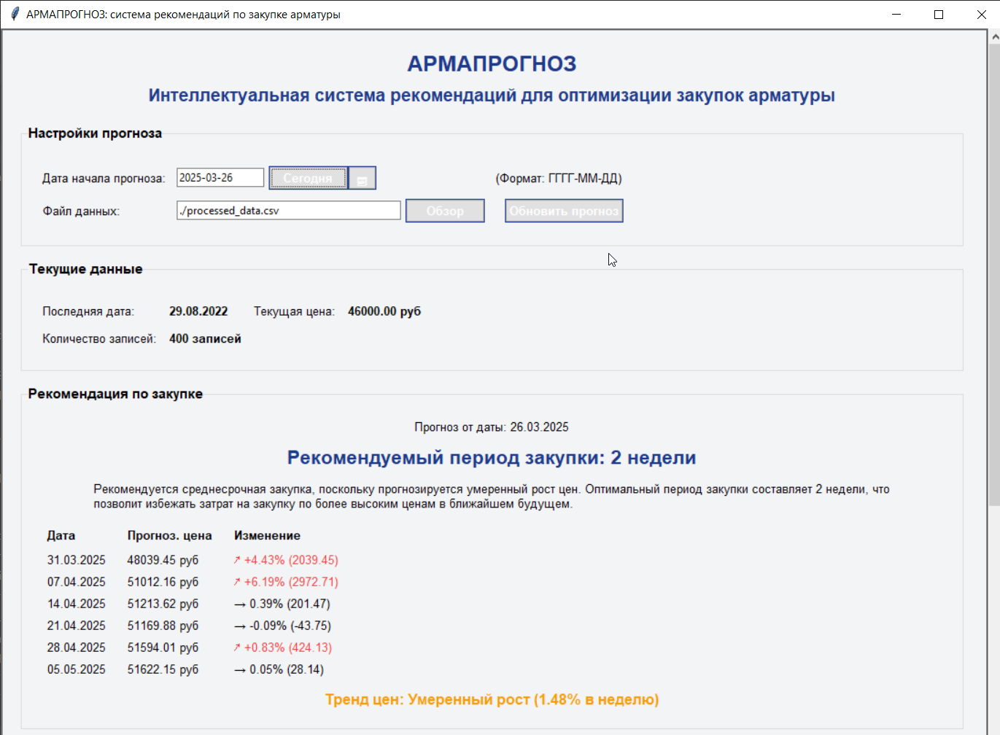 АРМАПРОГНОЗ: система рекомендаций по закупке арматуры
АРМАПРОГНОЗ
Интеллектуальная система рекомендаций для оптимизации закупок арматуры
Настройки прогноза
Дата начала прогноза: 2025-03-26 Сегодня (Формат: ГГГГ-ММ-ДД)
Файл данных: ./processed_data.csv Обзор Обновить прогноз
Текущие данные
Последняя дата: 29.08.2022 Текущая цена: 46000.00 руб
Количество записей: 400 записей
Рекомендация по закупке
Прогноз от даты: 26.03.2025
Рекомендуемый период закупки: 2 недели
Рекомендуется среднесрочная закупка, поскольку прогнозируется умеренный рост цен. Оптимальный период закупки составляет 2 недели, что
позволит избежать затрат на закупку по более высоким ценам в ближайшем будущем.
Дата Прогноз. цена Изменение
31.03.2025 48039.45 руб ↗ +4.43% (2039.45)
07.04.2025 51012.16 руб ↗ +6.19% (2972.71)
14.04.2025 51213.62 руб → 0.39% (201.47)
21.04.2025 51169.88 руб → -0.09% (-43.75)
28.04.2025 51594.01 руб ↗ +0.83% (424.13)
05.05.2025 51622.15 руб → 0.05% (28.14)
Тренд цен: Умеренный рост (1.48% в неделю)